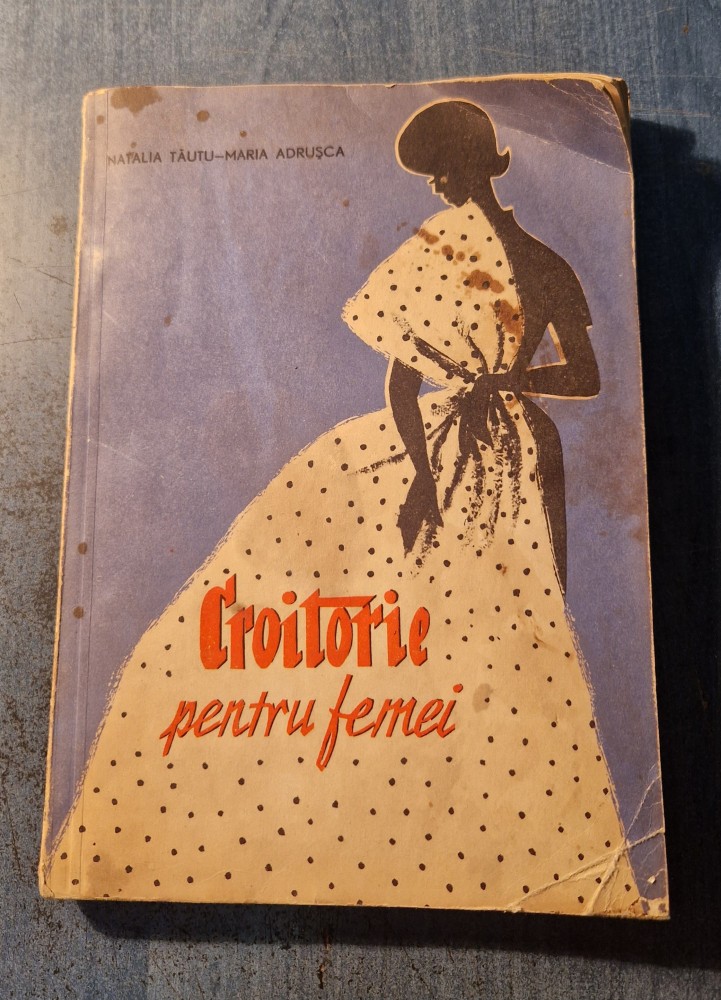 NATALIA TĂUTU—MARIA ADRUȘCA
Croitorie
pentru femei